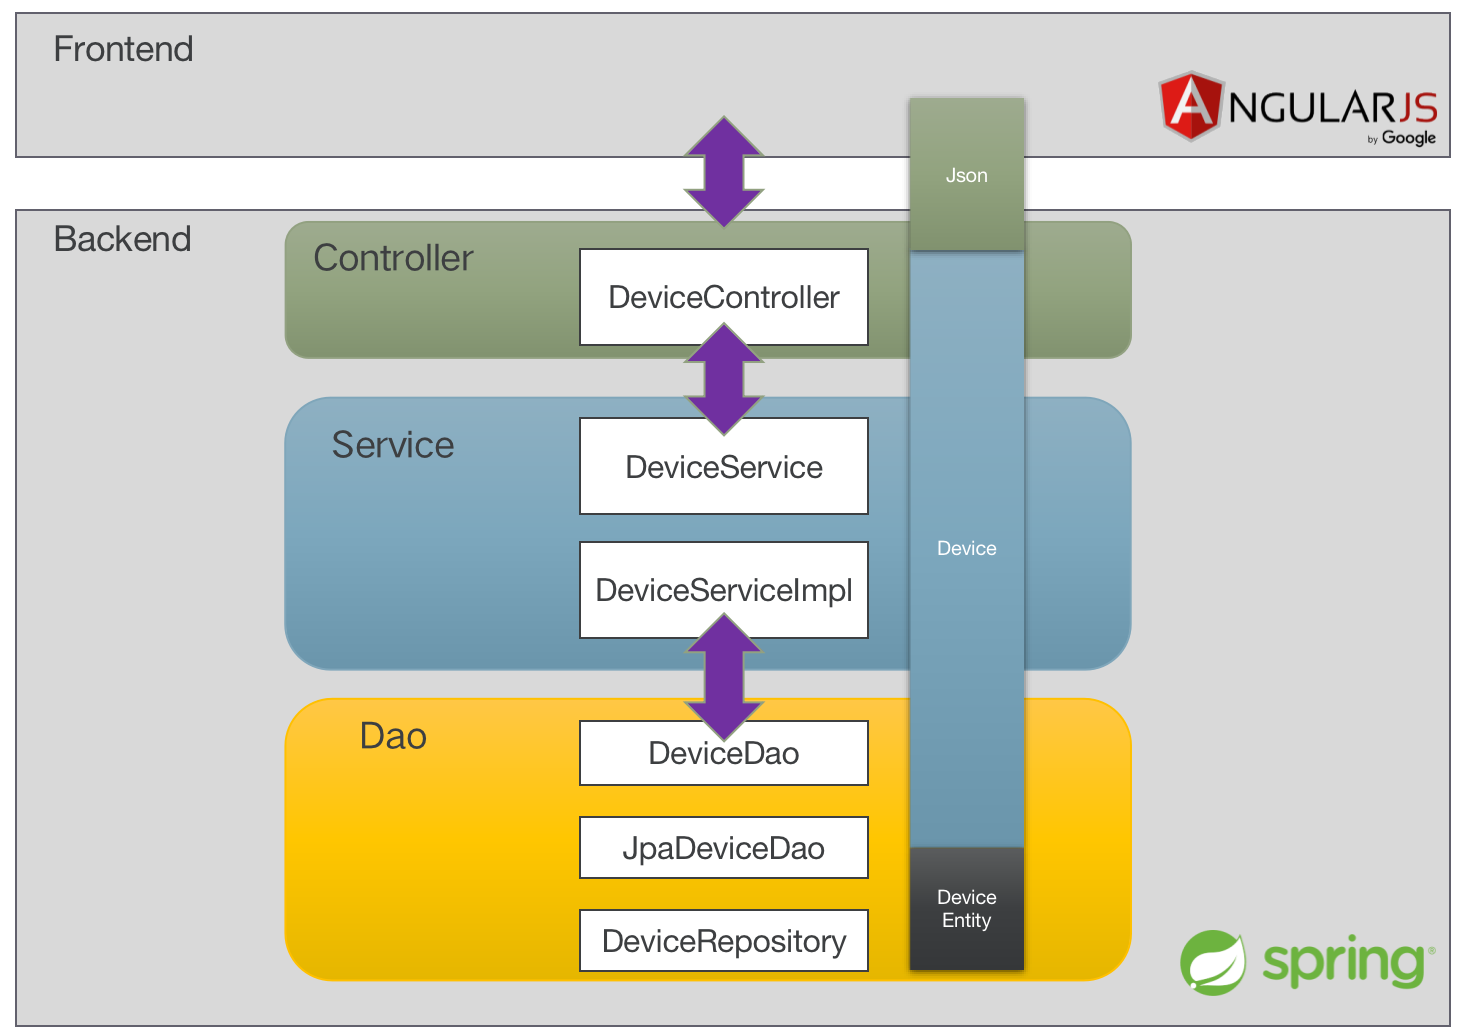 Frontend
ANGULARJS
by Google
Json
Backend
Controller
DeviceController
Service
DeviceService
Device
DeviceServiceImpl
Dao
DeviceDao
JpaDeviceDao
Device
Entity
DeviceRepository
spring®